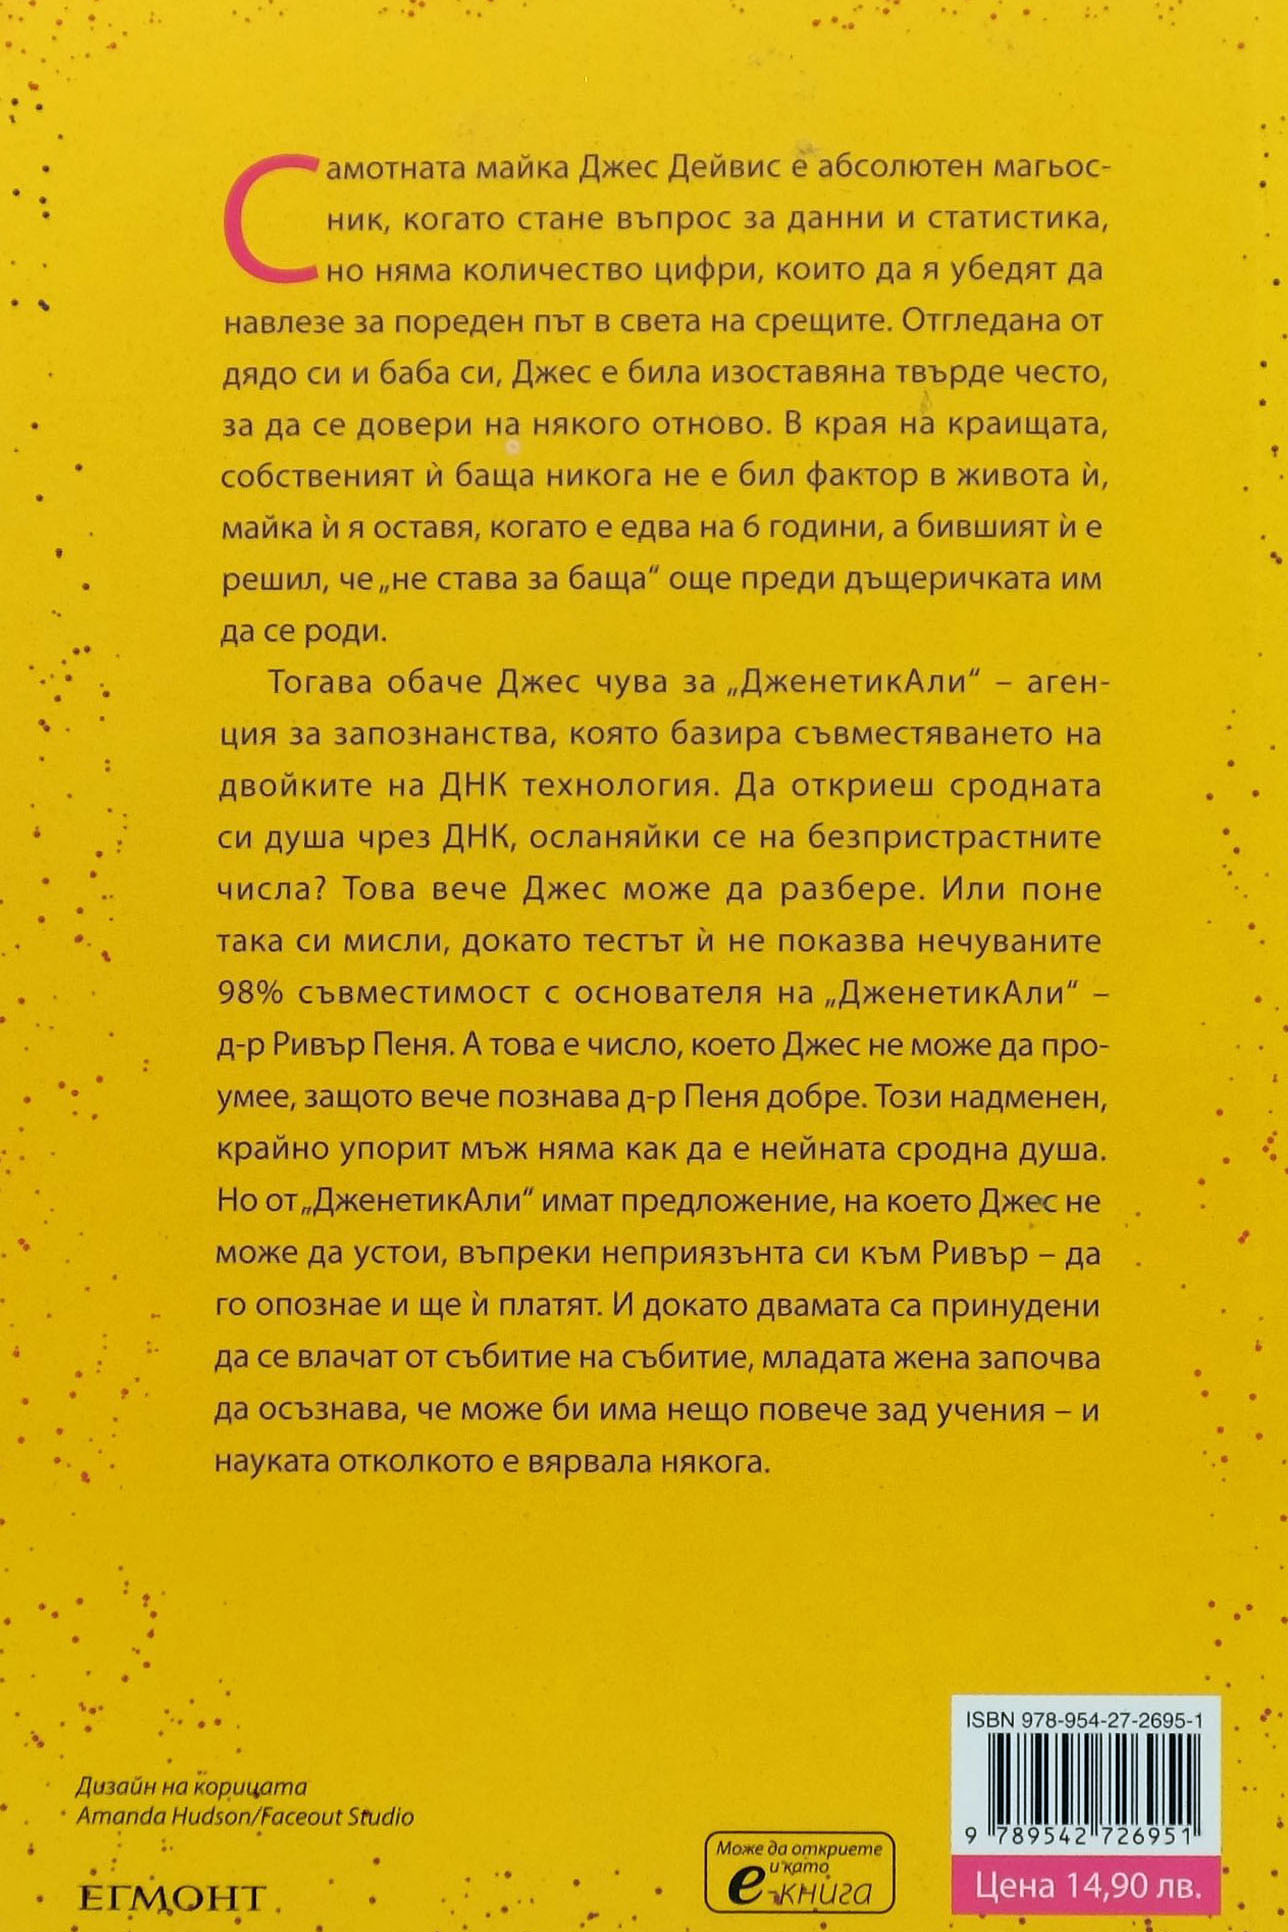 Самотната майка Джес Дейвис е абсолютен магьос-
ник, когато стане въпрос за данни и статистика,
но няма количество цифри, които да я убедят да
навлезе за пореден път в света на срещите. Отгледана от
дядо си и баба си, Джес е била изоставяна твърде често,
за да се довери на някого отново. В края на краищата,
собственият ѝ баща никога не е бил фактор в живота ѝ,
майка ѝ я оставя, когато е едва на 6 години, а бившият ѝ е
решил, че „не става за баща“ още преди дъщеричката им
да се роди.
Тогава обаче Джес чува за „ДженетикАли“ – аген-
ция за запознанства, която базира съвместяването на
двойките на ДНК технология. Да откриеш сродната
си душа чрез ДНК, осланяйки се на безпристрастните
числа? Това вече Джес може да разбере. Или поне
така си мисли, докато тестът ѝ не показва нечуваните
98% съвместимост с основателя на „ДженетикАли“ –
д-р Ривър Пеня. А това е число, което Джес не може да про-
умее, защото вече познава д-р Пеня добре. Този надменен,
крайно упорит мъж няма как да е нейната сродна душа.
Но от „ДженетикАли“ имат предложение, на което Джес не
може да устои, въпреки неприязънта си към Ривър – да
го опознае и ще ѝ платят. И докато двамата са принудени
да се влачат от събитие на събитие, младата жена започва
да осъзнава, че може би има нещо повече зад учения – и
науката отколкото е вярвала някога.
ISBN 978-954-27-2695-1
9 789542 726951
Цена 14,90 лв.
Дизайн на корицата
Amanda Hudson/Faceout Studio
ЕГМОНТ
Може да откриете
и като
е-книга